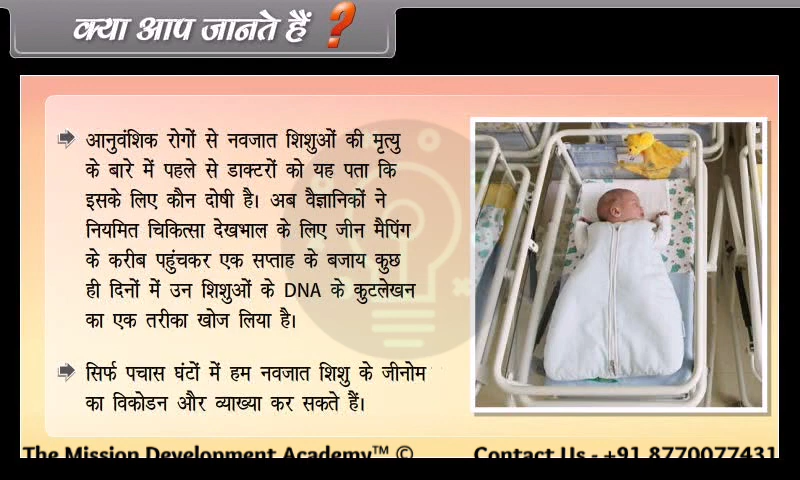 क्या आप जानते हैं ?
आनुवंशिक रोगों से नवजात शिशुओं की मृत्यु
के बारे में पहले से डाक्टरों को यह पता कि
इसके लिए कौन दोषी है। अब वैज्ञानिकों ने
नियमित चिकित्सा देखभाल के लिए जीन मैपिंग
के करीब पहुंचकर एक सप्ताह के बजाय कुछ
ही दिनों में उन शिशुओं के DNA के कुटलेखन
का एक तरीका खोज लिया है।
सिर्फ पचास घंटों में हम नवजात शिशु के जीनोम
का विकोडन और व्याख्या कर सकते हैं।
The Mission Development Academy™ © Contact Us - +91 8770077431